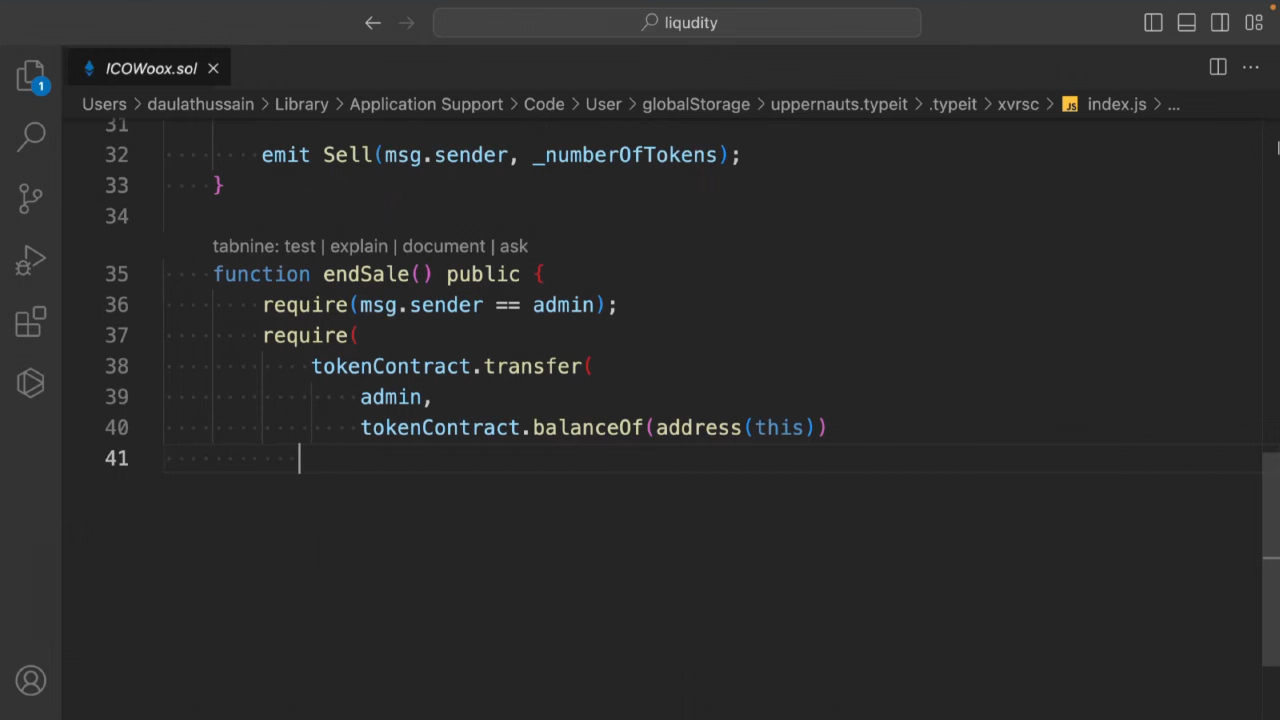 liqudity
ICOWoox.sol
Users > daulathussain > Library > Application Support > Code > User > globalStorage > uppernauts.typeit > .typeit > xvrsc > JS index.js > ...
1
31
32 emit Sell(msg.sender, _numberOfTokens);
33 }
34
tabnine: test | explain | document | ask
35 function endSale() public {
36 require(msg.sender == admin);
37 require(
38 tokenContract.transfer(
39 admin,
40 tokenContract.balanceOf(address(this))
41